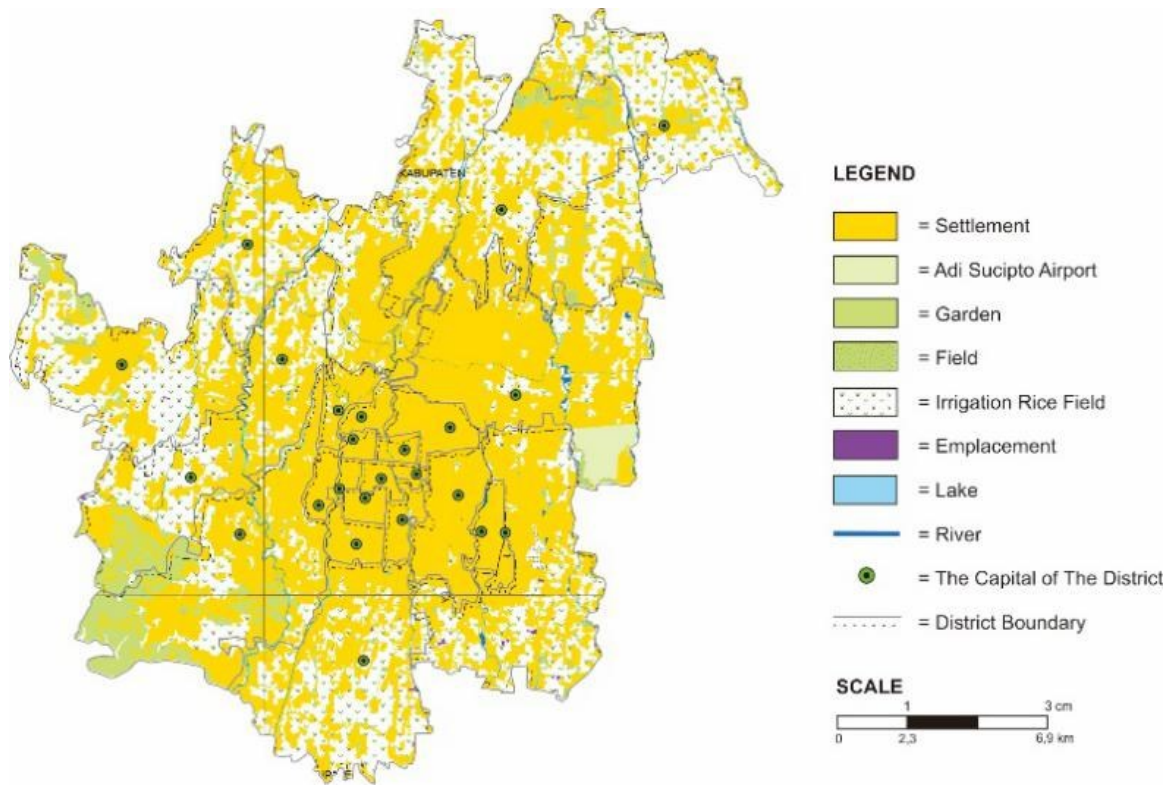 KABUPATEN
LEGEND
= Settlement
= Adi Sucipto Airport
= Garden
= Field
= Irrigation Rice Field
= Emplacement
= Lake
= River
= The Capital of The District
= District Boundary
SCALE
1 3 cm
0 2,3 6,9 km